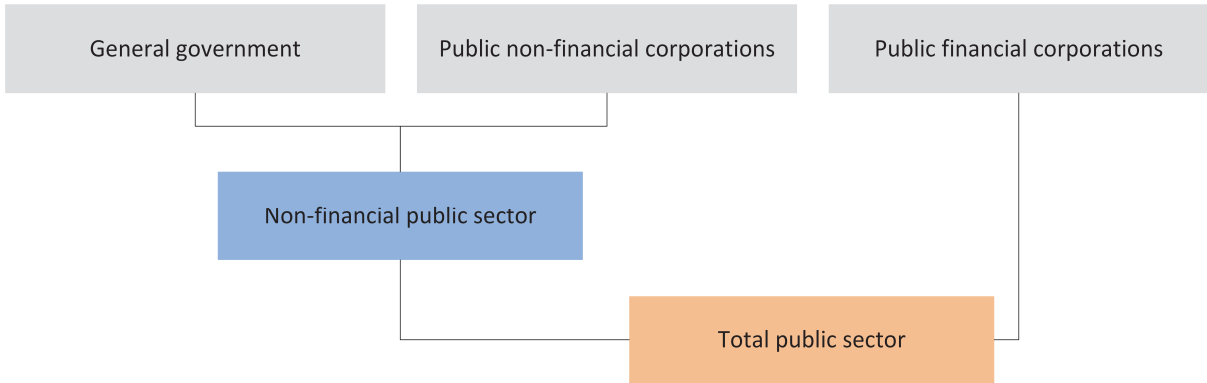 General government
Public non-financial corporations
Public financial corporations
Non-financial public sector
Total public sector